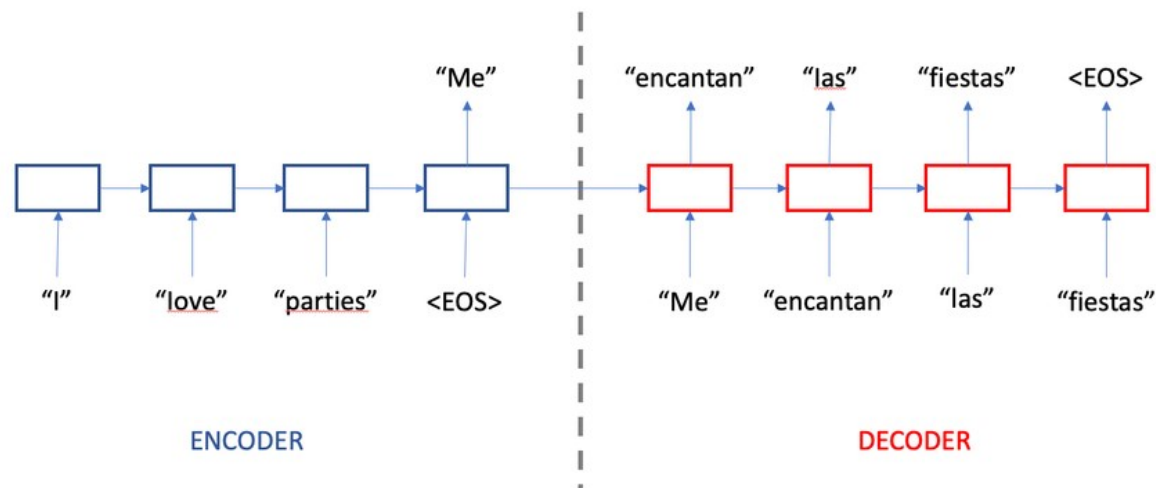 “Me” “encantan” “las” “fiestas” <EOS>
“I” “love” “parties” <EOS> “Me” “encantan” “las” “fiestas”
ENCODER DECODER